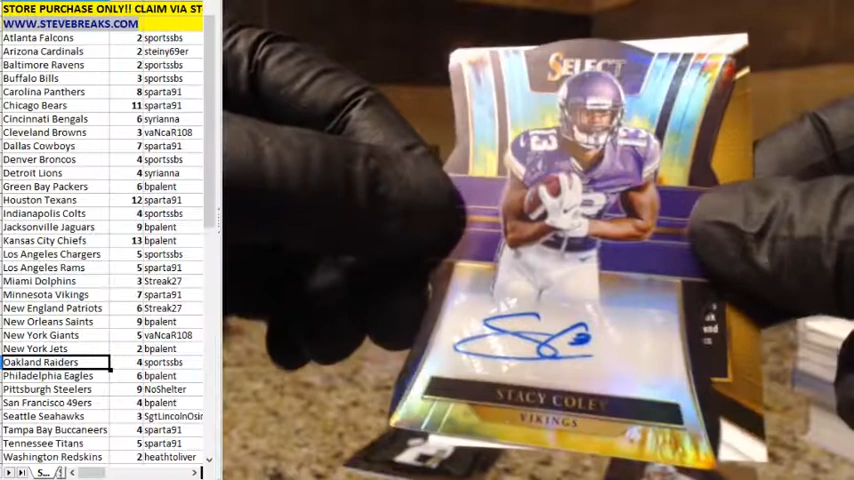 STORE PURCHASE ONLY!! CLAIM VIA ST
WWW.STEVEBREAKS.COM
Atlanta Falcons 2 sportssbs
Arizona Cardinals 2 steiny69er
Baltimore Ravens 2 sportssbs
Buffalo Bills 3 sportssbs
Carolina Panthers 8 sparta91
Chicago Bears 11 sparta91
Cincinnati Bengals 6 syrianna
Cleveland Browns 3 vaNcaR108
Dallas Cowboys 7 sparta91
Denver Broncos 4 sportssbs
Detroit Lions 4 syrianna
Green Bay Packers 6 bpalent
Houston Texans 12 sparta91
Indianapolis Colts 4 sportssbs
Jacksonville Jaguars 9 bpalent
Kansas City Chiefs 13 bpalent
Los Angeles Chargers 5 sportssbs
Los Angeles Rams 5 sparta91
Miami Dolphins 3 Streak27
Minnesota Vikings 7 sparta91
New England Patriots 6 Streak27
New Orleans Saints 9 bpalent
New York Giants 5 vaNcaR108
New York Jets 2 bpalent
Oakland Raiders 4 sportssbs
Philadelphia Eagles 6 bpalent
Pittsburgh Steelers 9 NoShelter
San Francisco 49ers 4 bpalent
Seattle Seahawks 3 SgtLincolnOsir
Tampa Bay Buccaneers 4 sparta91
Tennessee Titans 5 sparta91
Washington Redskins 2 heathtoliver
S...
SELECT
13
STACY COLEY
VIKINGS